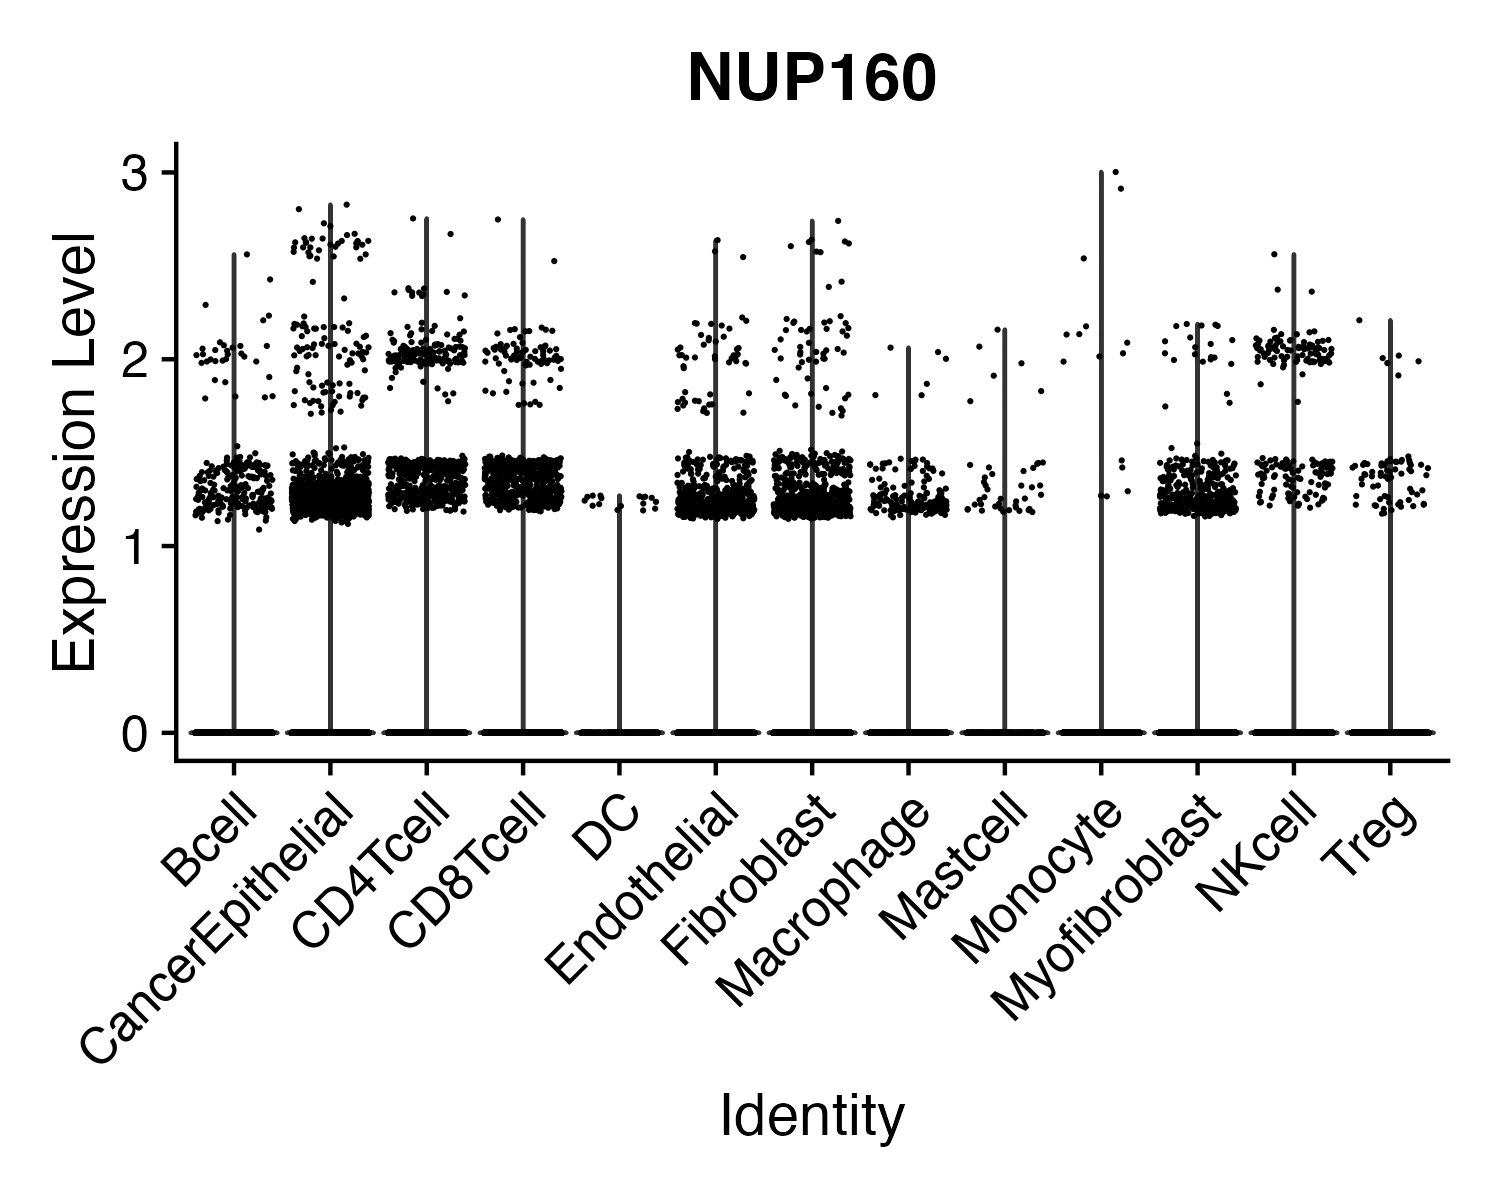 NUP160
Expression Level
3
2
1
0
Bcell
CancerEpithelial
CD4Tcell
CD8Tcell
DC
Endothelial
Fibroblast
Macrophage
Mastcell
Monocyte
Myofibroblast
NKcell
Treg
Identity